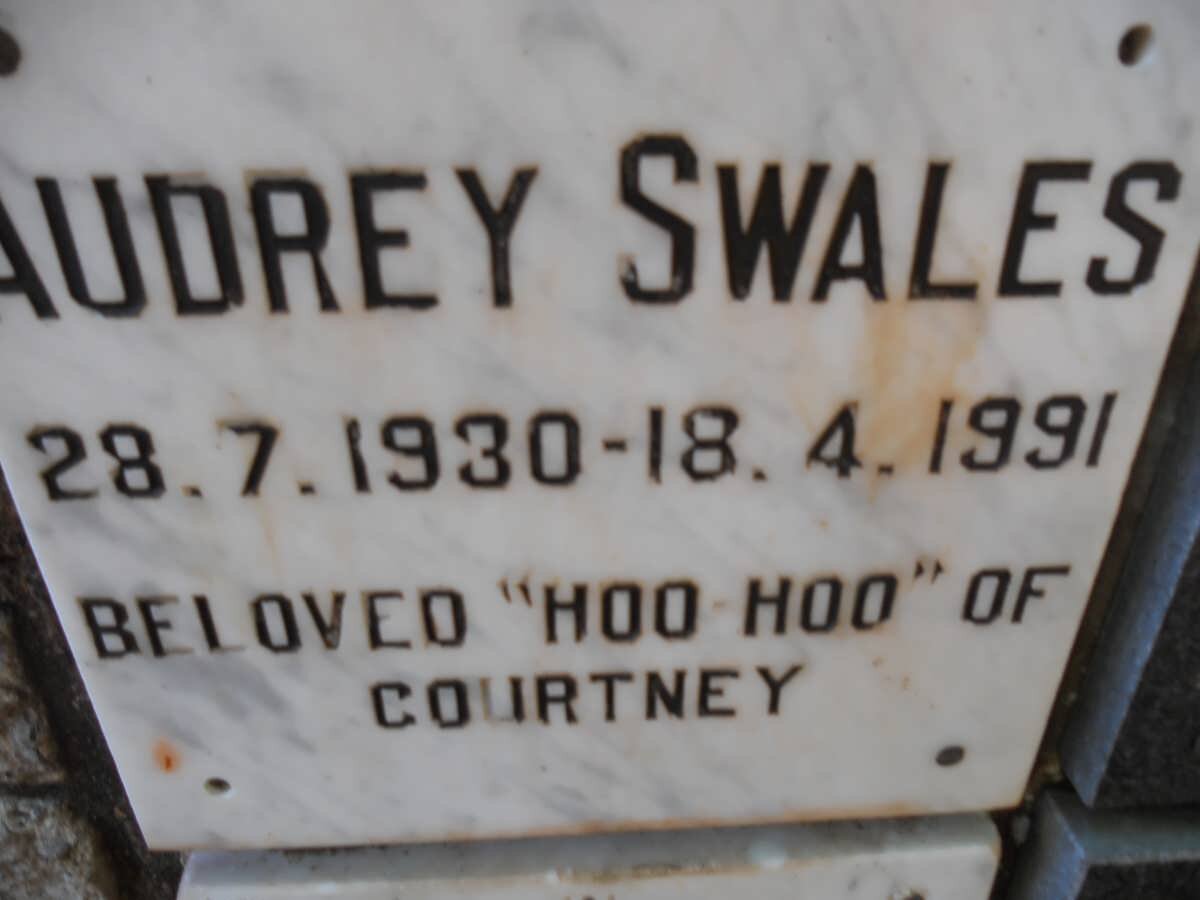 AUDREY SWALES
28.7.1930-18.4.1991
BELOVED "HOO-HOO" OF
COURTNEY